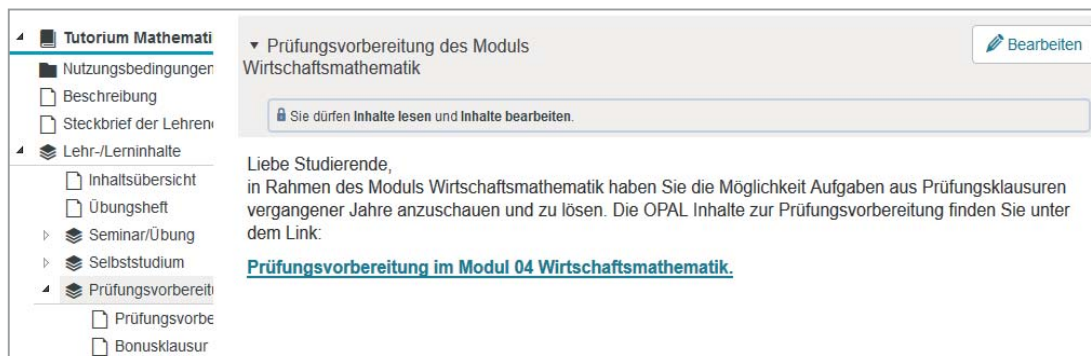 Tutorium Mathemati
Nutzungsbedingungen
Beschreibung
Steckbrief der Lehren
Lehr-/Lerninhalte
Inhaltsübersicht
Übungsheft
Seminar/Übung
Selbststudium
Prüfungsvorbereit
Prüfungsvorbe
Bonusklausur
Prüfungsvorbereitung des Moduls
Wirtschaftsmathematik
Bearbeiten
Sie dürfen Inhalte lesen und Inhalte bearbeiten.
Liebe Studierende,
in Rahmen des Moduls Wirtschaftsmathematik haben Sie die Möglichkeit Aufgaben aus Prüfungsklausuren
vergangener Jahre anzuschauen und zu lösen. Die OPAL Inhalte zur Prüfungsvorbereitung finden Sie unter
dem Link:
Prüfungsvorbereitung im Modul 04 Wirtschaftsmathematik.